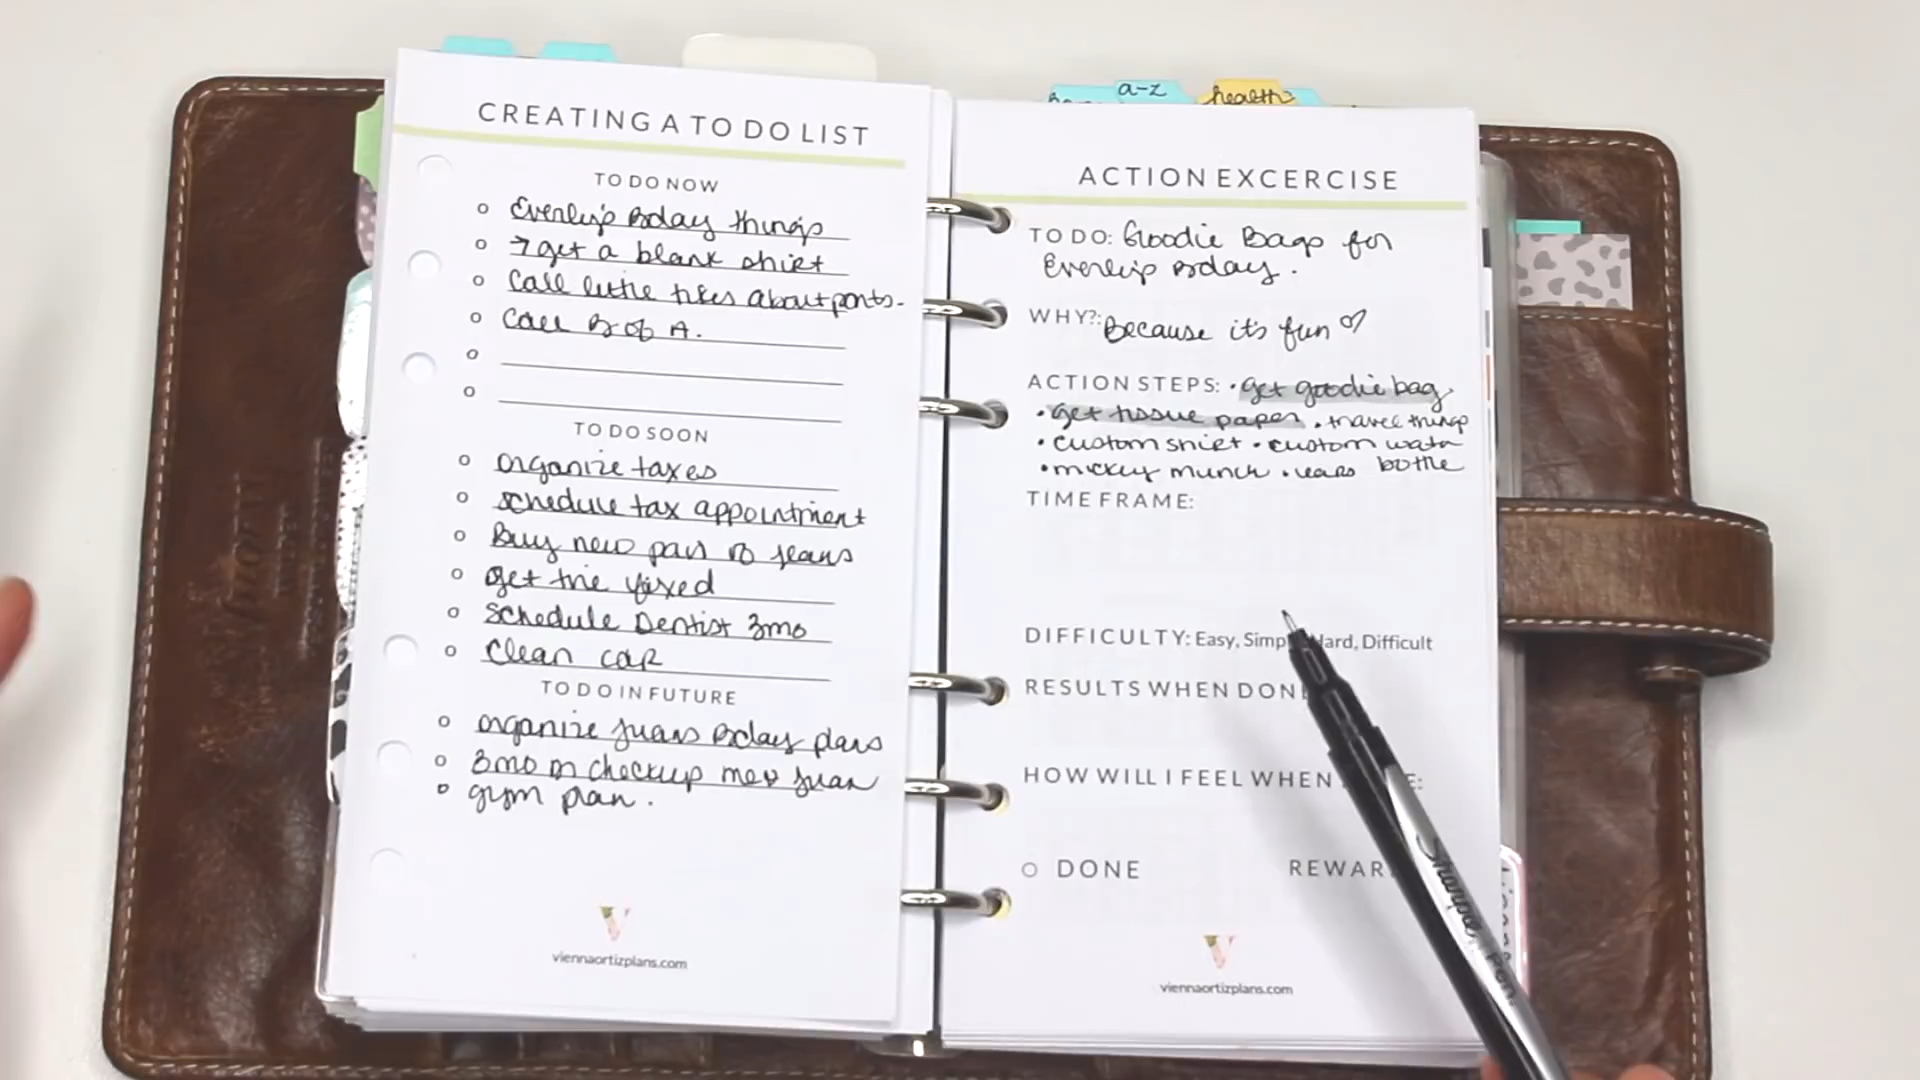 a-z
health
CREATING A TO DO LIST
TO DO NOW
Everly's Bday things
→ get a blank shirt
Call little tikes about parts.
Call B of A.
TO DO SOON
organize taxes
schedule tax appointment
Buy new pair of jeans
get tire fixed
Schedule Dentist 3mo
Clean car
TO DO IN FUTURE
organize Juans Bday plans
3mo checkup me Juan
gym plan.
viennaortizplans.com
ACTION EXCERCISE
TO DO: Goodie Bags for
Everly's Bday.
WHY?: Because it's fun ♡
ACTION STEPS: • get goodie bag
• get tissue paper • travel things
• custom shirt • custom water
• mickey munch • ears bottle
TIME FRAME:
DIFFICULTY: Easy, Simp Hard, Difficult
RESULTS WHEN DON
HOW WILL I FEEL WHEN E:
DONE REWAR
viennaortizplans.com
Sharpie Pen.